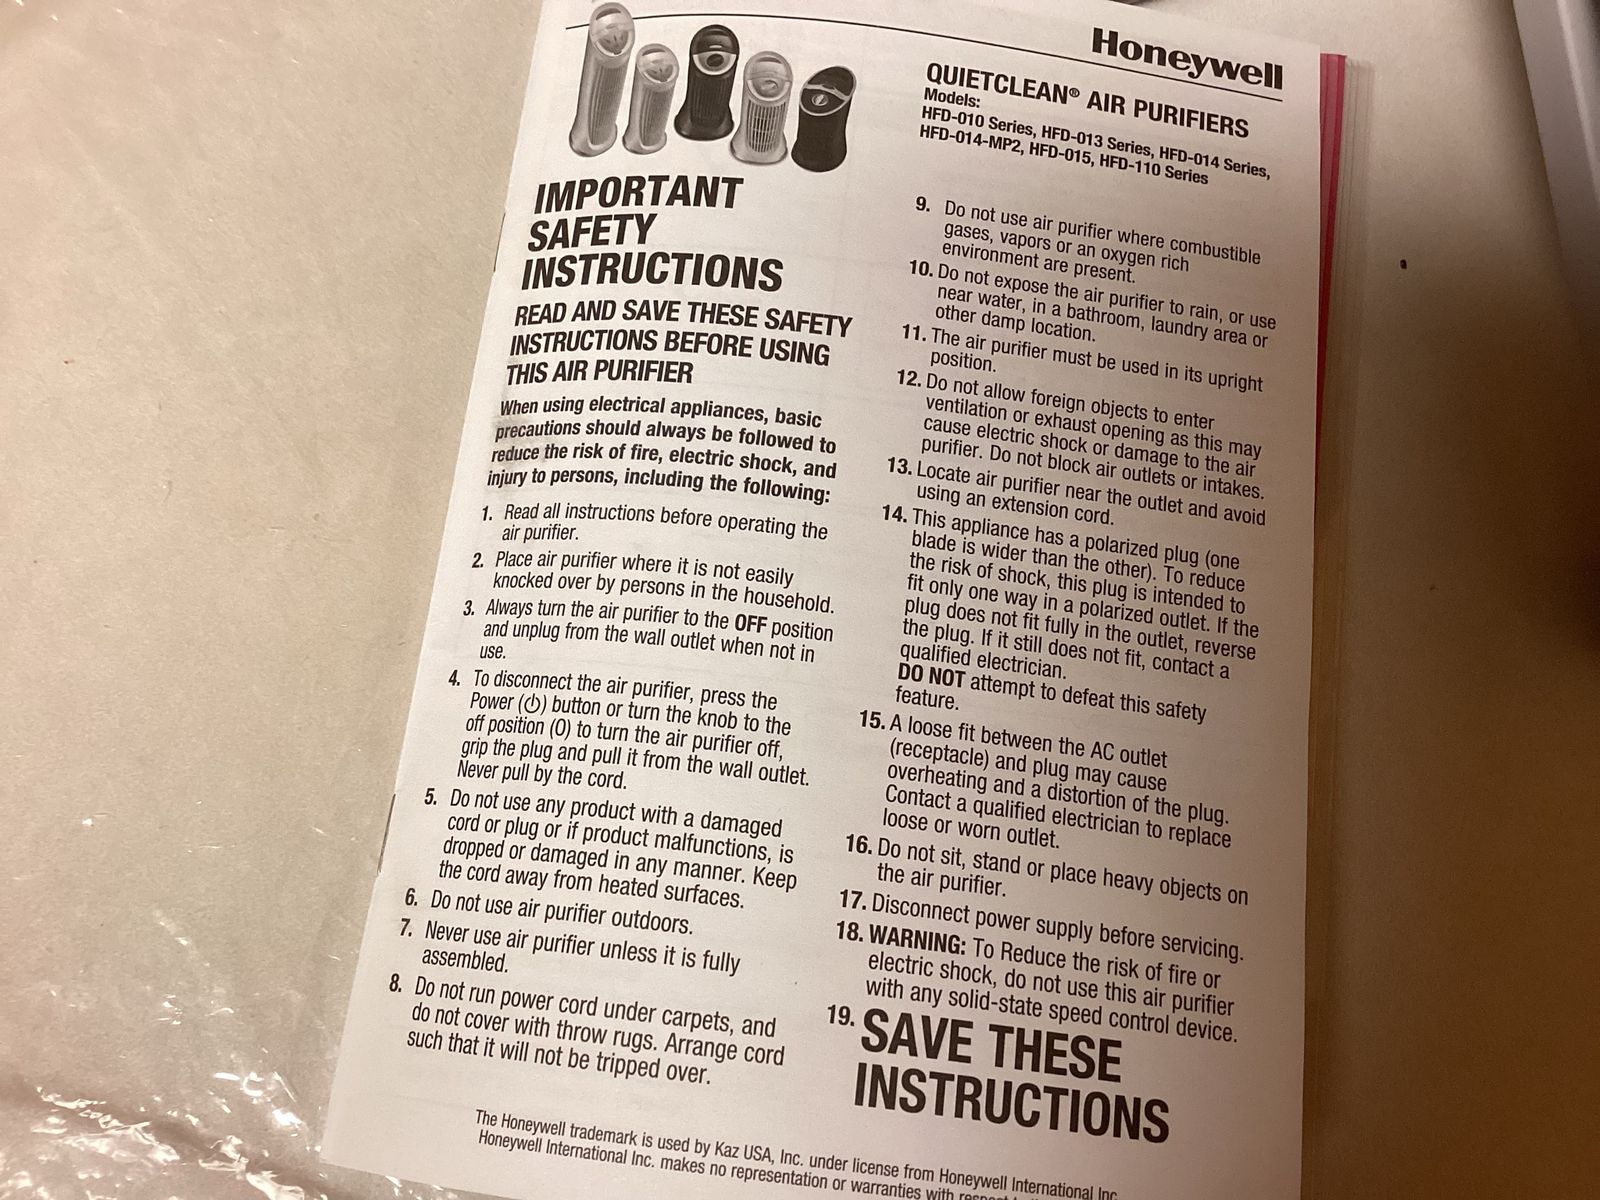 Honeywell
QUIETCLEAN® AIR PURIFIERS
Models:
HFD-010 Series, HFD-013 Series, HFD-014 Series,
HFD-014-MP2, HFD-015, HFD-110 Series
IMPORTANT
SAFETY
INSTRUCTIONS
READ AND SAVE THESE SAFETY
INSTRUCTIONS BEFORE USING
THIS AIR PURIFIER
When using electrical appliances, basic
precautions should always be followed to
reduce the risk of fire, electric shock, and
injury to persons, including the following:
1. Read all instructions before operating the
air purifier.
2. Place air purifier where it is not easily
knocked over by persons in the household.
3. Always turn the air purifier to the OFF position
and unplug from the wall outlet when not in
use.
4. To disconnect the air purifier, press the
Power (⏻) button or turn the knob to the
off position (O) to turn the air purifier off,
grip the plug and pull it from the wall outlet.
Never pull by the cord.
5. Do not use any product with a damaged
cord or plug or if product malfunctions, is
dropped or damaged in any manner. Keep
the cord away from heated surfaces.
6. Do not use air purifier outdoors.
7. Never use air purifier unless it is fully
assembled.
8. Do not run power cord under carpets, and
do not cover with throw rugs. Arrange cord
such that it will not be tripped over.
9. Do not use air purifier where combustible
gases, vapors or an oxygen rich
environment are present.
10. Do not expose the air purifier to rain, or use
near water, in a bathroom, laundry area or
other damp location.
11. The air purifier must be used in its upright
position.
12. Do not allow foreign objects to enter
ventilation or exhaust opening as this may
cause electric shock or damage to the air
purifier. Do not block air outlets or intakes.
13. Locate air purifier near the outlet and avoid
using an extension cord.
14. This appliance has a polarized plug (one
blade is wider than the other). To reduce
the risk of shock, this plug is intended to
fit only one way in a polarized outlet. If the
plug does not fit fully in the outlet, reverse
the plug. If it still does not fit, contact a
qualified electrician.
DO NOT attempt to defeat this safety
feature.
15. A loose fit between the AC outlet
(receptacle) and plug may cause
overheating and a distortion of the plug.
Contact a qualified electrician to replace
loose or worn outlet.
16. Do not sit, stand or place heavy objects on
the air purifier.
17. Disconnect power supply before servicing.
18. WARNING: To Reduce the risk of fire or
electric shock, do not use this air purifier
with any solid-state speed control device.
19. SAVE THESE
INSTRUCTIONS
The Honeywell trademark is used by Kaz USA, Inc. under license from Honeywell International Inc
Honeywell International Inc. makes no representation or warranties with